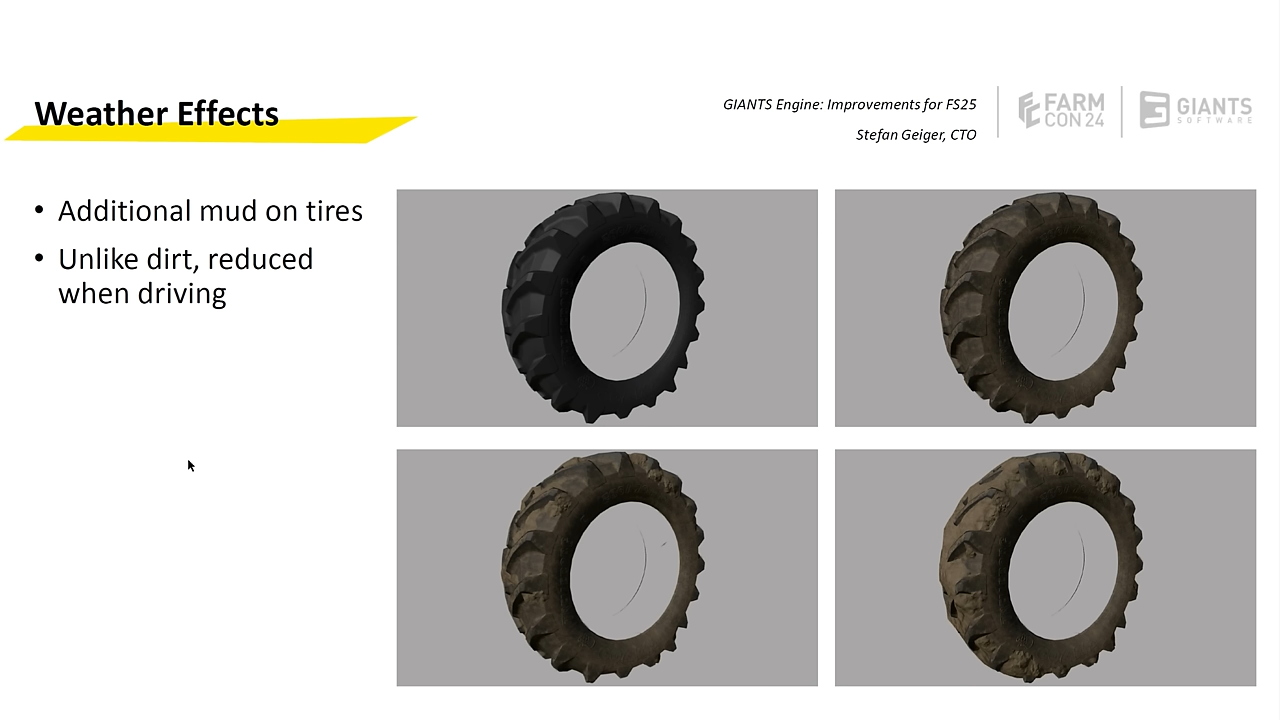 Weather Effects
GIANTS Engine: Improvements for FS25
Stefan Geiger, CTO
FARM
CON 24
GIANTS
SOFTWARE
• Additional mud on tires
• Unlike dirt, reduced
when driving